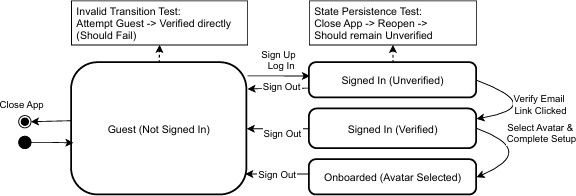 Invalid Transition Test:
Attempt Guest -> Verified directly
(Should Fail)
State Persistence Test:
Close App -> Reopen ->
Should remain Unverified
Sign Up
Log In
Signed In (Unverified)
Sign Out
Close App
Verify Email
Link Clicked
Guest (Not Signed In)
Sign Out
Signed In (Verified)
Select Avatar &
Complete Setup
Sign Out
Onboarded (Avatar Selected)